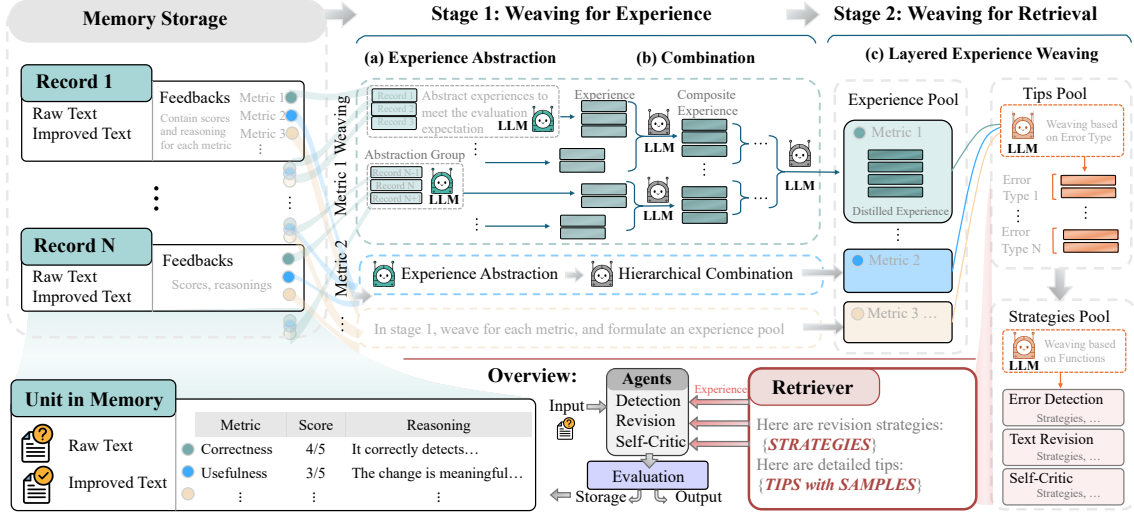 Memory Storage
Record 1
Raw Text
Improved Text
Feedbacks
Contain scores
and reasoning
for each metric
Metric 1
Metric 2
Metric 3
Record N
Raw Text
Improved Text
Feedbacks
Scores, reasonings
Stage 1: Weaving for Experience
(a) Experience Abstraction
(b) Combination
Metric 1 Weaving
Record 1
Record 2
Record 3
Abstract experiences to
meet the evaluation
expectation
LLM
Abstraction Group
Record N-1
Record N
Record N+1
LLM
Experience
LLM
LLM
Composite
Experience
LLM
Metric 2
Experience Abstraction
Hierarchical Combination
...
In stage 1, weave for each metric, and formulate an experience pool
Stage 2: Weaving for Retrieval
(c) Layered Experience Weaving
Experience Pool
Metric 1
Distilled Experience
Metric 2
Metric 3 ...
Tips Pool
Weaving based
on Error Type
LLM
Error
Type 1
Error
Type N
Strategies Pool
Weaving based
on Functions
LLM
Error Detection
Strategies, ...
Text Revision
Strategies, ...
Self-Critic
Strategies, ...
Unit in Memory
Raw Text
Improved Text
Metric Score Reasoning
Correctness 4/5 It correctly detects…
Usefulness 3/5 The change is meaningful…
Overview:
Input
Agents
Detection
Revision
Self-Critic
Evaluation
Storage
Output
Experience
Retriever
Here are revision strategies:
{STRATEGIES}
Here are detailed tips:
{TIPS with SAMPLES}